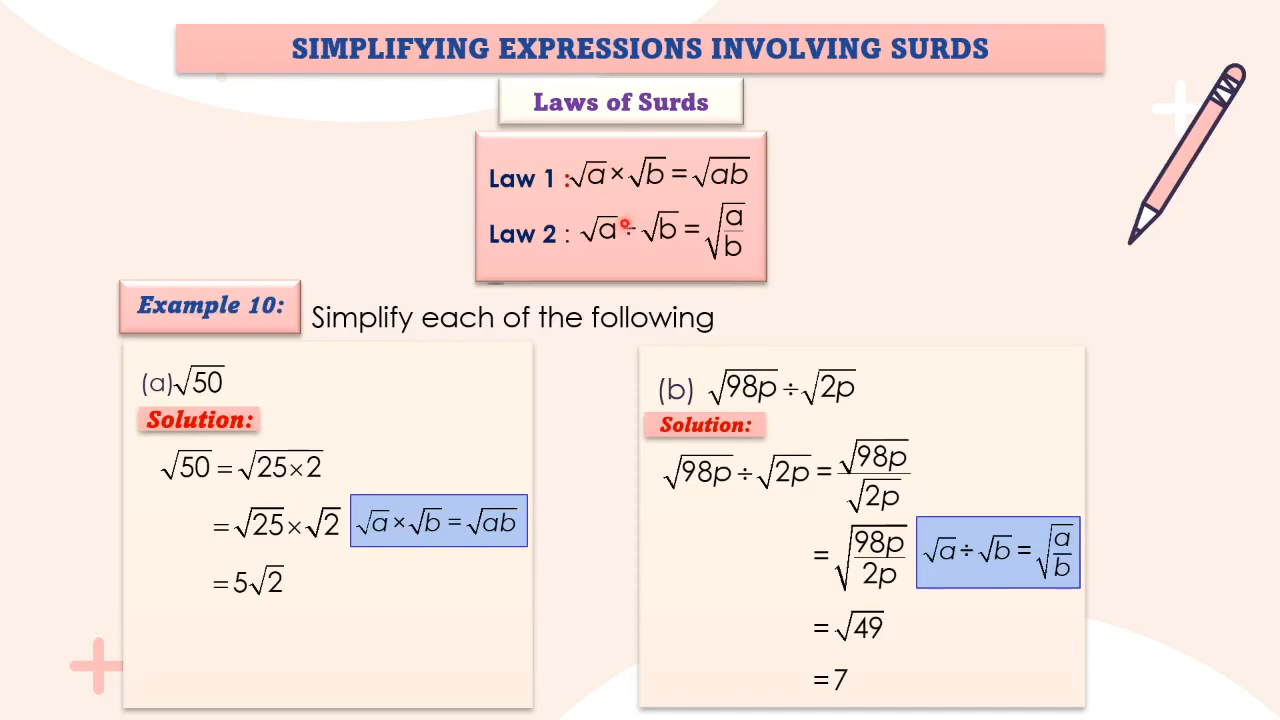 SIMPLIFYING EXPRESSIONS INVOLVING SURDS
Laws of Surds
Law 1 : √a × √b = √ab
Law 2 : √a ÷ √b = √(a/b)
Example 10:
Simplify each of the following
(a) √50
Solution:
√50 = √25×2
= √25 × √2
√a × √b = √ab
= 5√2
(b) √98p ÷ √2p
Solution:
√98p ÷ √2p = √98p/√2p
= √(98p/2p)
√a ÷ √b = √(a/b)
= √49
= 7